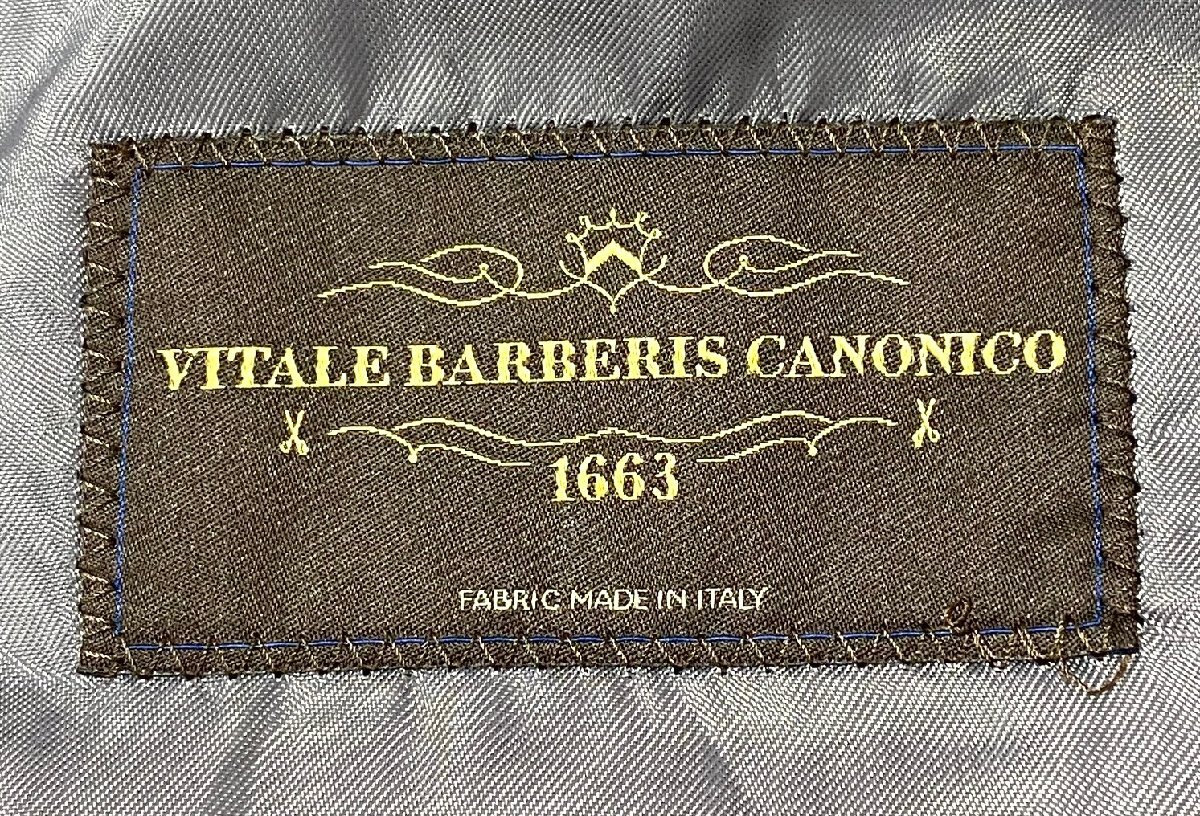 VITALE BARBERIS CANONICO
1663
FABRIC MADE IN ITALY